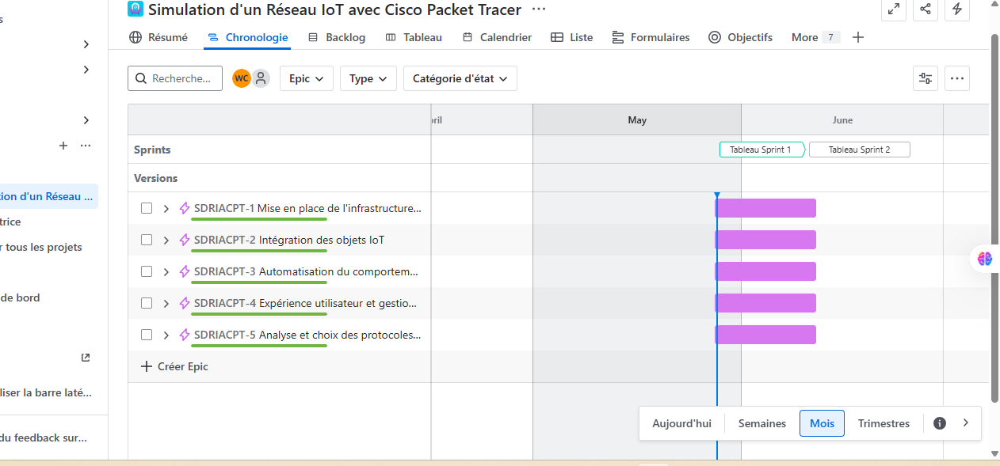 Simulation d'un Réseau IoT avec Cisco Packet Tracer ···
s
Résumé Chronologie Backlog Tableau Calendrier Liste Formulaires Objectifs More 7
Recherche... WC Epic Type Catégorie d'état
ril May June
Sprints Tableau Sprint 1 Tableau Sprint 2
Versions
tion d'un Réseau ...
SDRIACPT-1 Mise en place de l'infrastructure...
trice
SDRIACPT-2 Intégration des objets IoT
r tous les projets
SDRIACPT-3 Automatisation du comportem...
de bord
SDRIACPT-4 Expérience utilisateur et gestio...
SDRIACPT-5 Analyse et choix des protocoles...
Créer Epic
liser la barre laté...
Aujourd'hui Semaines Mois Trimestres
du feedback sur...